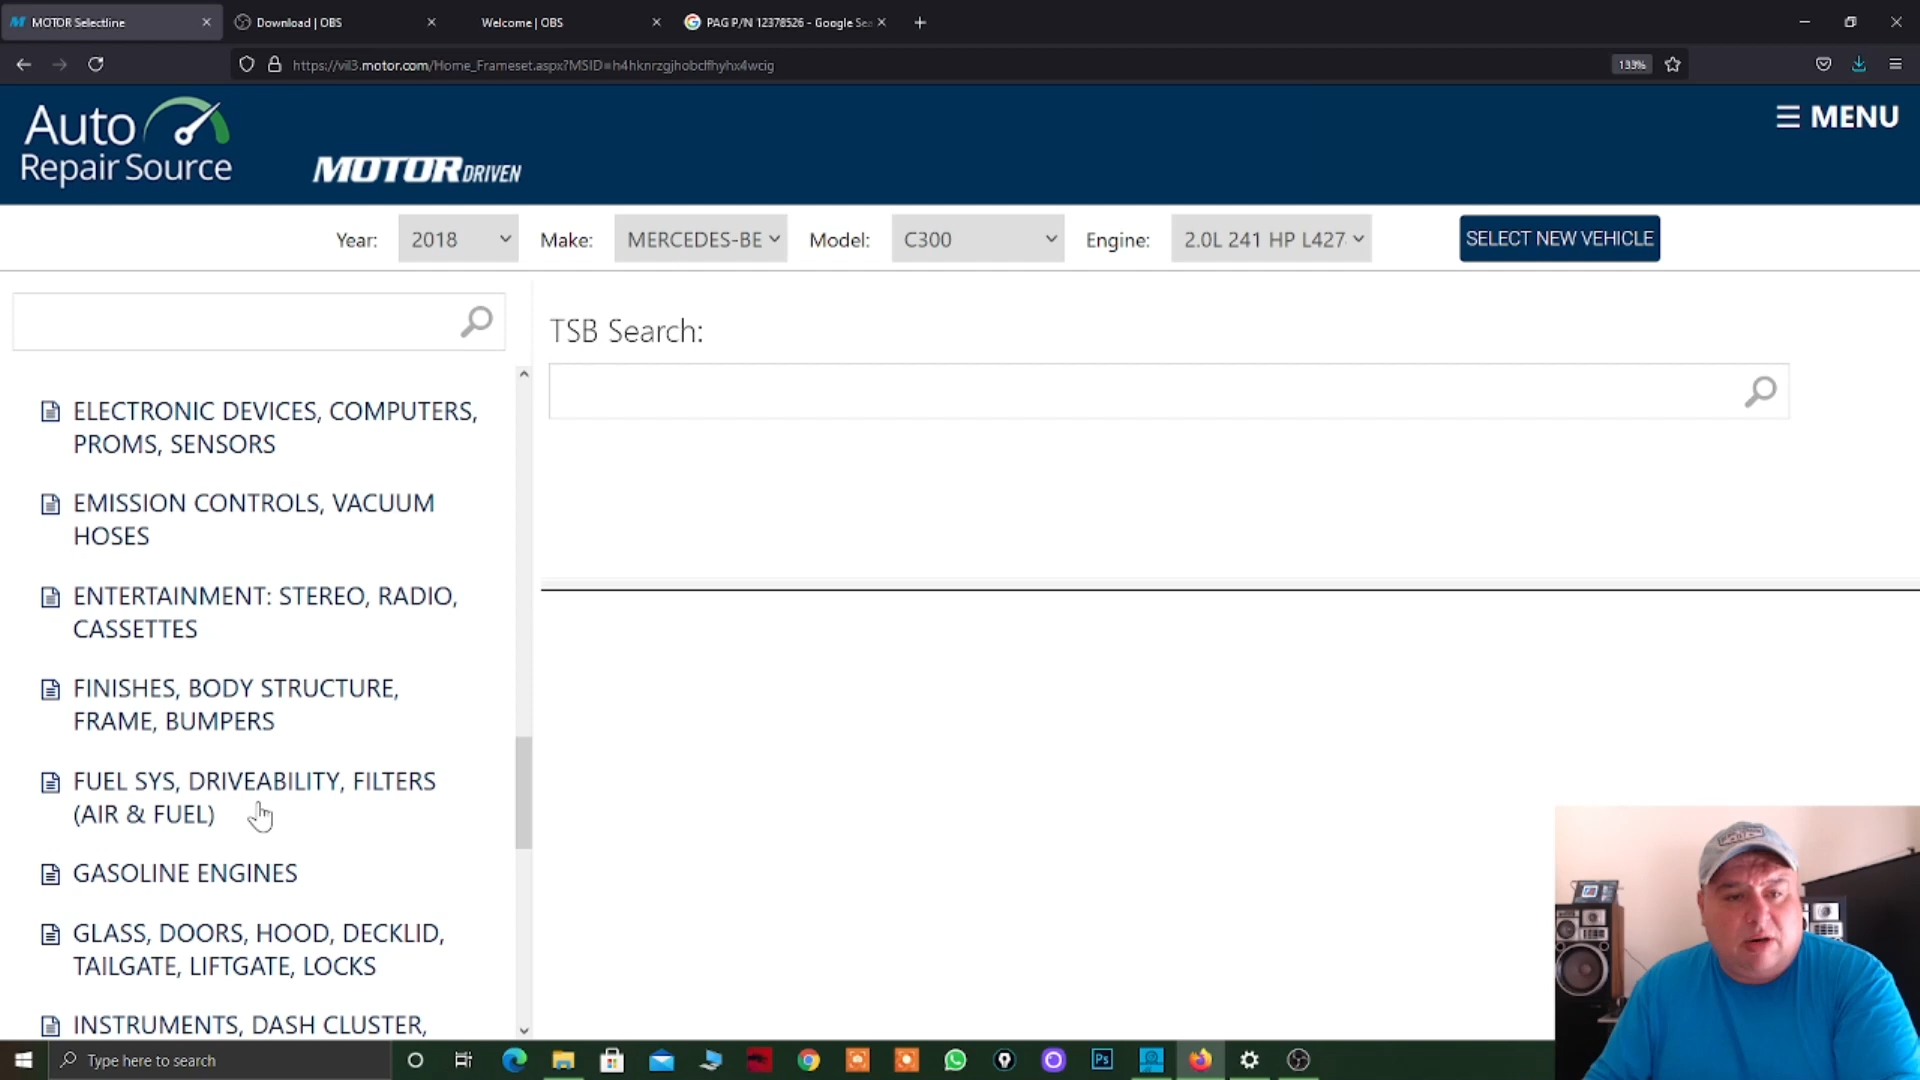 MOTOR Selectline
Download | OBS
Welcome | OBS
PAG P/N 12378526 - Google Sea
https://vil3.motor.com/Home_Frameset.aspx?MSID=h4hknrzgjhobclfhyhx4wcig
133%
Auto
Repair Source
MOTOR DRIVEN
MENU
Year: 2018 Make: MERCEDES-BE Model: C300 Engine: 2.0L 241 HP L427. SELECT NEW VEHICLE
TSB Search:
ELECTRONIC DEVICES, COMPUTERS,
PROMS, SENSORS
EMISSION CONTROLS, VACUUM
HOSES
ENTERTAINMENT: STEREO, RADIO,
CASSETTES
FINISHES, BODY STRUCTURE,
FRAME, BUMPERS
FUEL SYS, DRIVEABILITY, FILTERS
(AIR & FUEL)
GASOLINE ENGINES
GLASS, DOORS, HOOD, DECKLID,
TAILGATE, LIFTGATE, LOCKS
INSTRUMENTS, DASH CLUSTER,
Type here to search
Ps